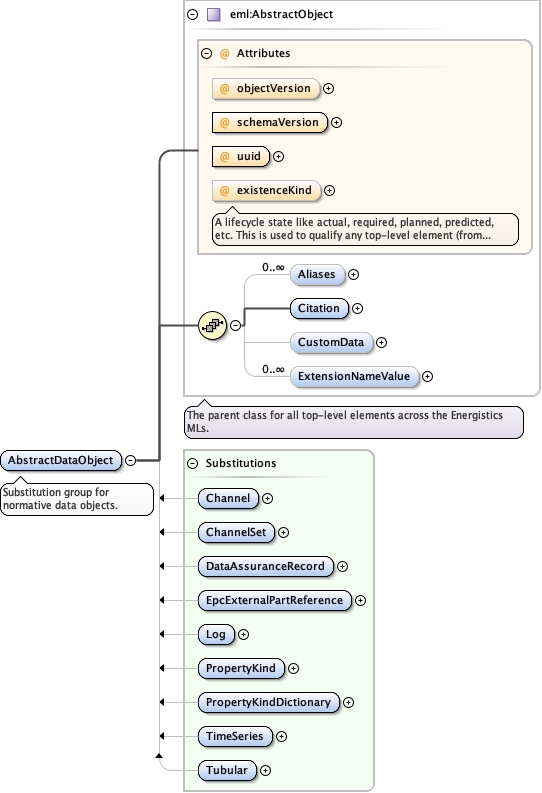 eml:AbstractObject
@ Attributes
@ objectVersion
@ schemaVersion
@ uuid
@ existenceKind
A lifecycle state like actual, required, planned, predicted,
etc. This is used to qualify any top-level element (from...
0..∞
Aliases
Citation
CustomData
0..∞
ExtensionNameValue
The parent class for all top-level elements across the Energistics
MLs.
AbstractDataObject
Substitution group for
normative data objects.
Substitutions
Channel
ChannelSet
DataAssuranceRecord
EpcExternalPartReference
Log
PropertyKind
PropertyKindDictionary
TimeSeries
Tubular